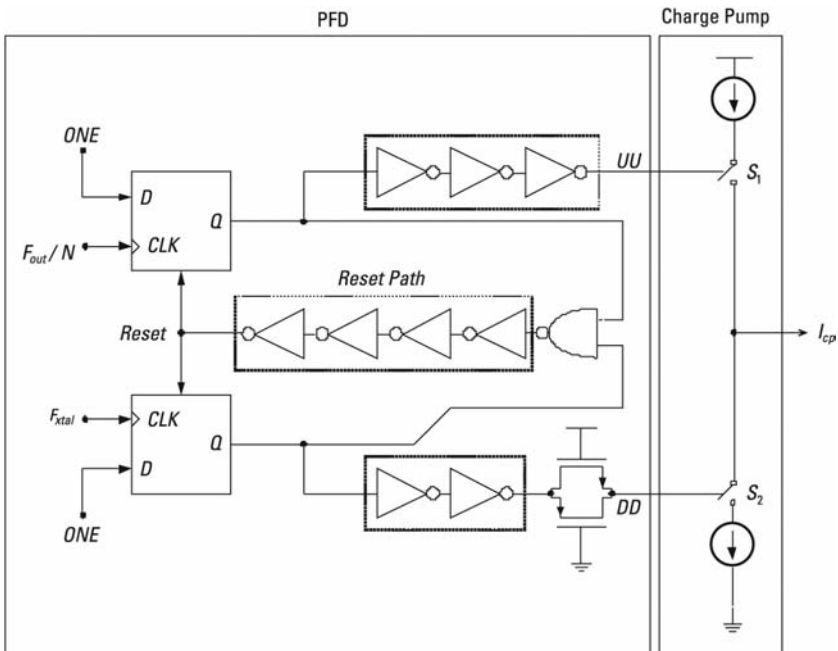 PFD
Charge Pump
ONE
D
Q
CLK
F_out / N
UU
S_1
Reset Path
Reset
I_cp
F_xtal
CLK
Q
D
ONE
DD
S_2